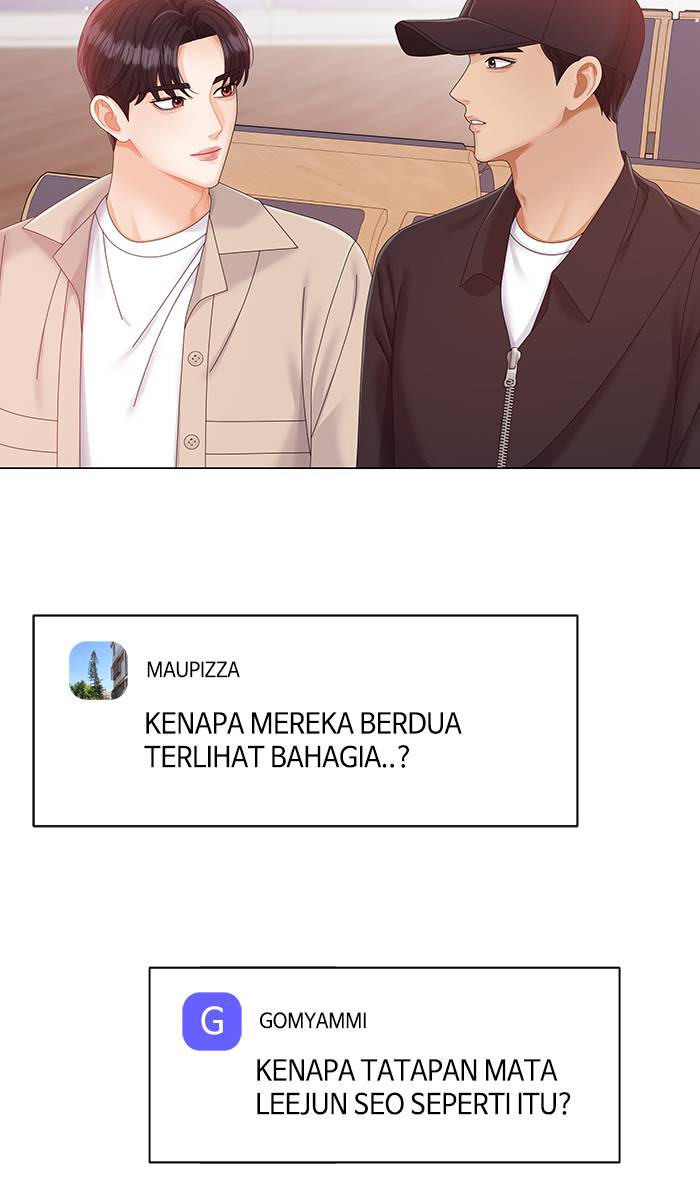 MAUPIZZA
KENAPA MEREKA BERDUA
TERLIHAT BAHAGIA..?
G
GOMYAMMI
KENAPA TATAPAN MATA
LEEJUN SEO SEPERTI ITU?